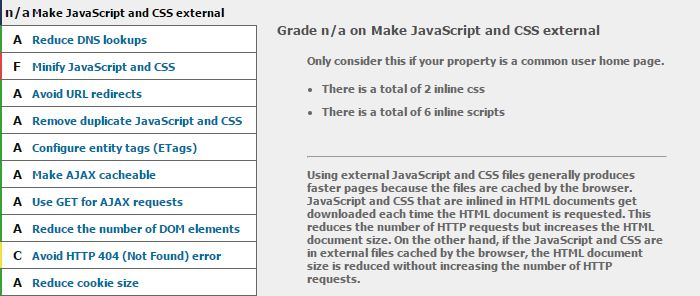 n/a Make JavaScript and CSS external
A Reduce DNS lookups
F Minify JavaScript and CSS
A Avoid URL redirects
A Remove duplicate JavaScript and CSS
A Configure entity tags (ETags)
A Make AJAX cacheable
A Use GET for AJAX requests
A Reduce the number of DOM elements
C Avoid HTTP 404 (Not Found) error
A Reduce cookie size
Grade n/a on Make JavaScript and CSS external
Only consider this if your property is a common user home page.
• There is a total of 2 inline css
• There is a total of 6 inline scripts
Using external JavaScript and CSS files generally produces
faster pages because the files are cached by the browser.
JavaScript and CSS that are inlined in HTML documents get
downloaded each time the HTML document is requested. This
reduces the number of HTTP requests but increases the HTML
document size. On the other hand, if the JavaScript and CSS are
in external files cached by the browser, the HTML document
size is reduced without increasing the number of HTTP
requests.